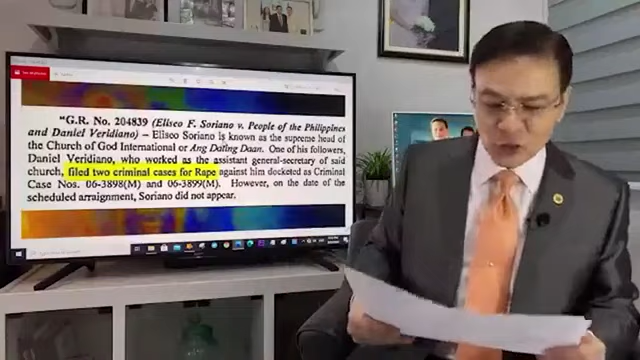 "G.R. No. 204839 (Eliseo F. Soriano v. People of the Philippines
and Daniel Veridiano) – Eliseo Soriano is known as the supreme head of
the Church of God International or Ang Dating Daan. One of his followers,
Daniel Veridiano, who worked as the assistant general-secretary of said
church, filed two criminal cases for Rape against him docketed as Criminal
Case Nos. 06-3898(M) and 06-3899(M). However, on the date of the
scheduled arraignment, Soriano did not appear.